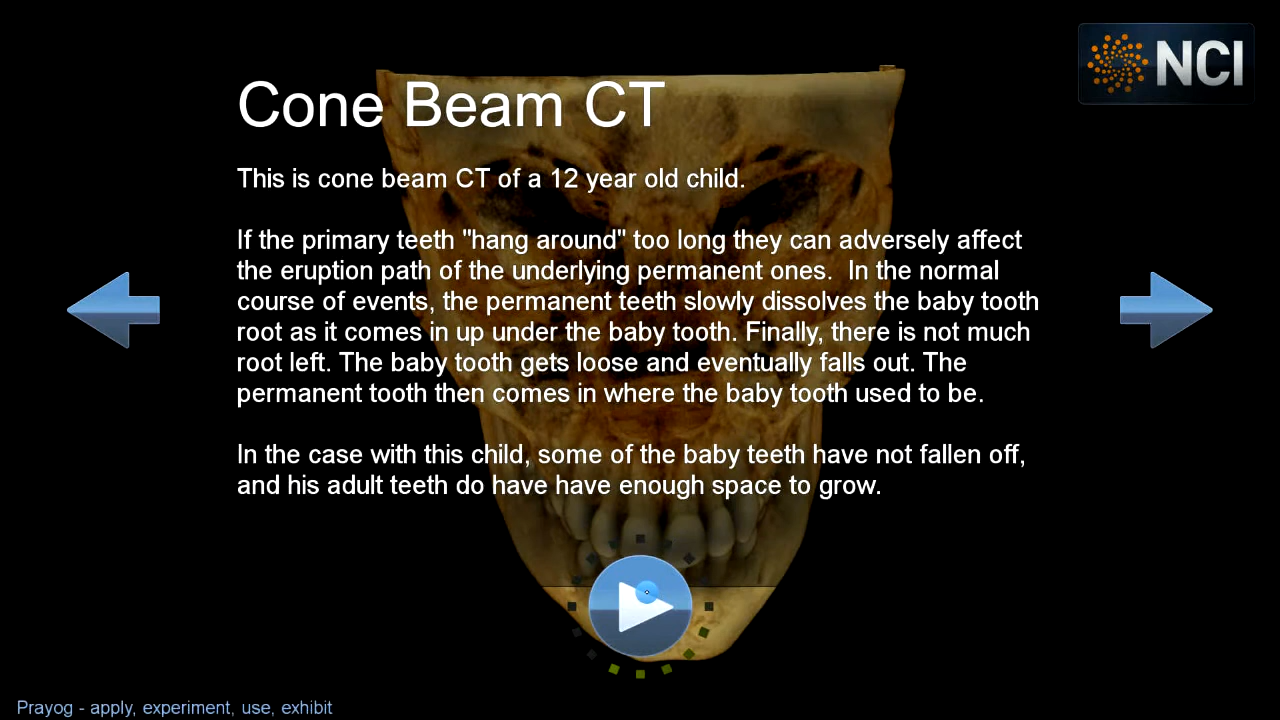 NCI
Cone Beam CT
This is cone beam CT of a 12 year old child.
If the primary teeth "hang around" too long they can adversely affect
the eruption path of the underlying permanent ones.  In the normal
course of events, the permanent teeth slowly dissolves the baby tooth
root as it comes in up under the baby tooth. Finally, there is not much
root left. The baby tooth gets loose and eventually falls out. The
permanent tooth then comes in where the baby tooth used to be.
In the case with this child, some of the baby teeth have not fallen off,
and his adult teeth do have have enough space to grow.
Prayog - apply, experiment, use, exhibit